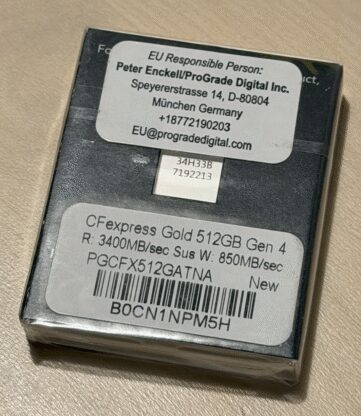 EU Responsible Person:
Peter Enckell/ProGrade Digital Inc.
Speyererstrasse 14, D-80804
München Germany
+18772190203
EU@progradedigital.com
34H33B
7192213
CFexpress Gold 512GB Gen 4
R: 3400MB/sec Sus W: 850MB/sec
PGCFX512GATNA
New
B0CN1NPM5H